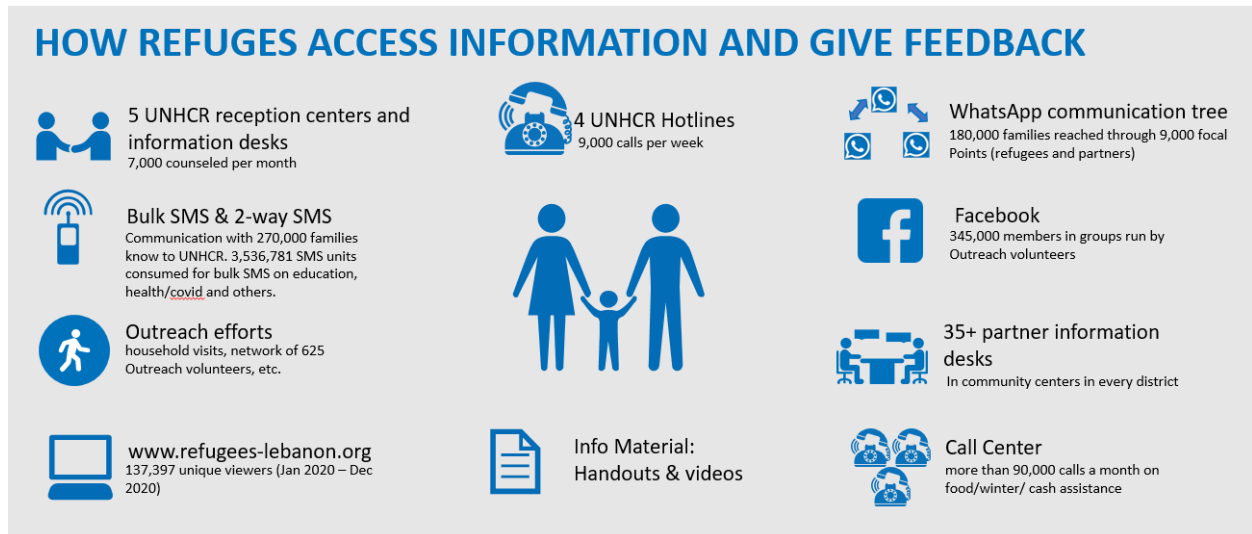 HOW REFUGES ACCESS INFORMATION AND GIVE FEEDBACK
5 UNHCR reception centers and
information desks
7,000 counseled per month
4 UNHCR Hotlines
9,000 calls per week
WhatsApp communication tree
180,000 families reached through 9,000 focal
Points (refugees and partners)
Bulk SMS & 2-way SMS
Communication with 270,000 families
know to UNHCR. 3,536,781 SMS units
consumed for bulk SMS on education,
health/covid and others.
Facebook
345,000 members in groups run by
Outreach volunteers
Outreach efforts
household visits, network of 625
Outreach volunteers, etc.
35+ partner information
desks
In community centers in every district
www.refugees-lebanon.org
137,397 unique viewers (Jan 2020 – Dec
2020)
Info Material:
Handouts & videos
Call Center
more than 90,000 calls a month on
food/winter/ cash assistance